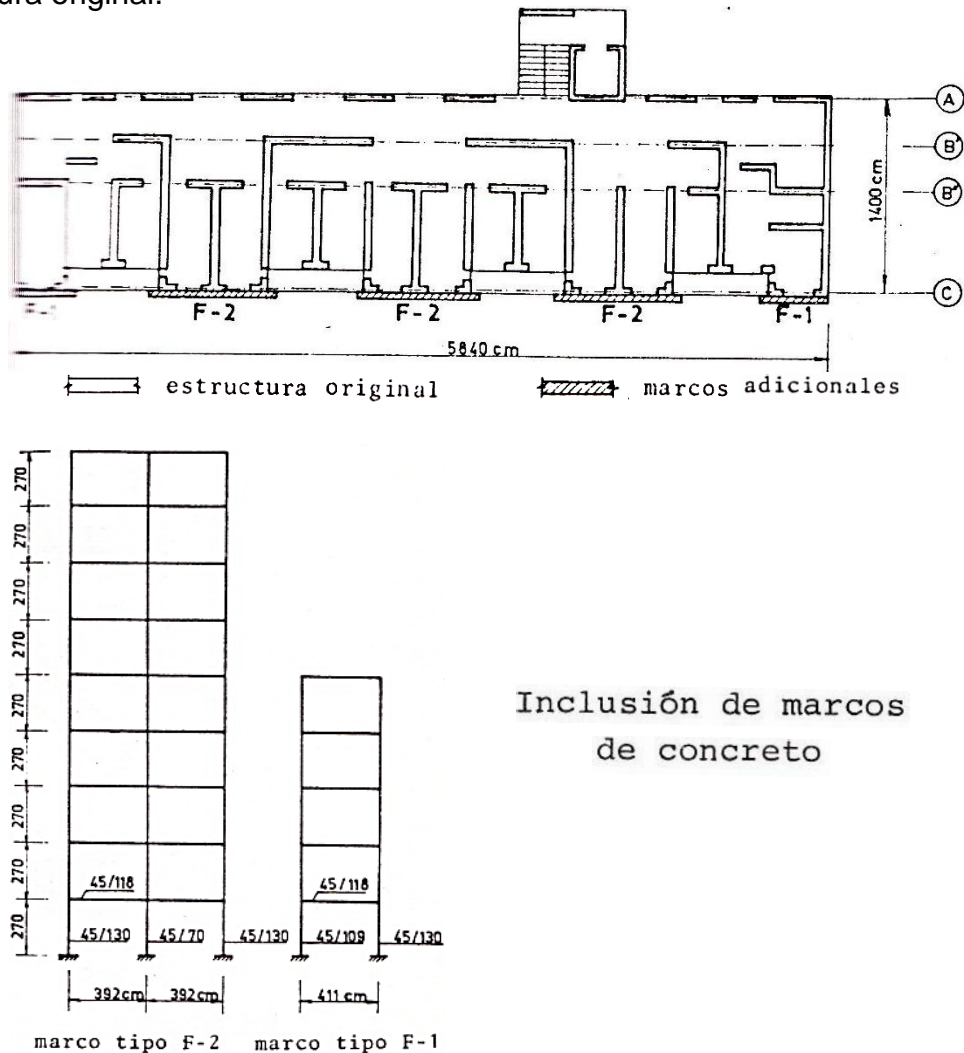 ura original.
A
B'
B"
C
1400 cm
F-2
F-2
F-2
F-1
5840 cm
estructura original
marcos adicionales
270
270
270
270
270
270
270
270
270
45/118
45/118
45/130
45/70
45/130
45/109
45/130
392cm
392cm
411 cm
marco tipo F-2
marco tipo F-1
Inclusión de marcos
de concreto